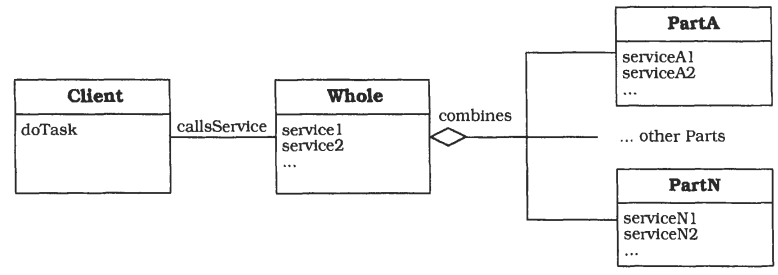 Client
doTask
callsService
Whole
service1
service2
...
combines
PartA
serviceA1
serviceA2
...
... other Parts
PartN
serviceN1
serviceN2
...